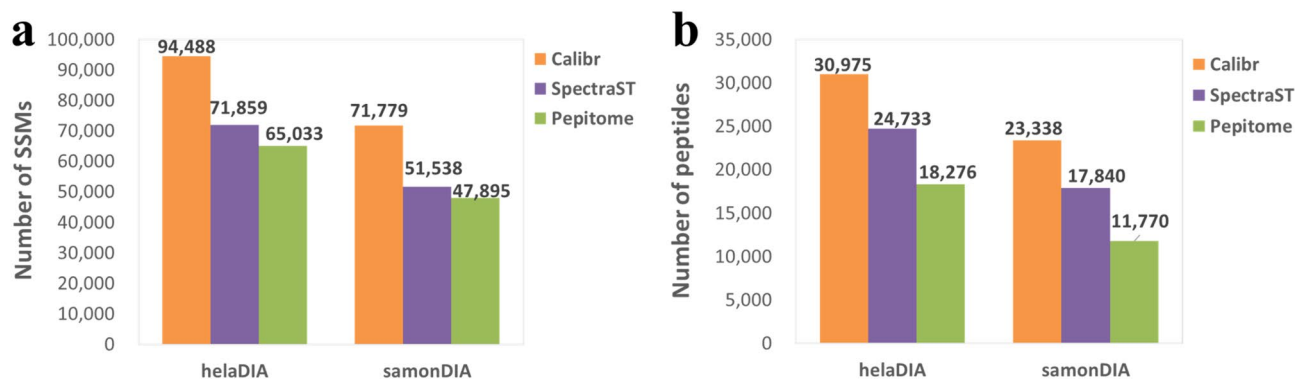 a
Number of SSMs
100,000
90,000
80,000
70,000
60,000
50,000
40,000
30,000
20,000
10,000
0
94,488
71,859
65,033
71,779
51,538
47,895
helaDIA
samonDIA
Calibr
SpectraST
Pepitome
b
Number of peptides
35,000
30,000
25,000
20,000
15,000
10,000
5,000
0
30,975
24,733
18,276
23,338
17,840
11,770
helaDIA
samonDIA
Calibr
SpectraST
Pepitome